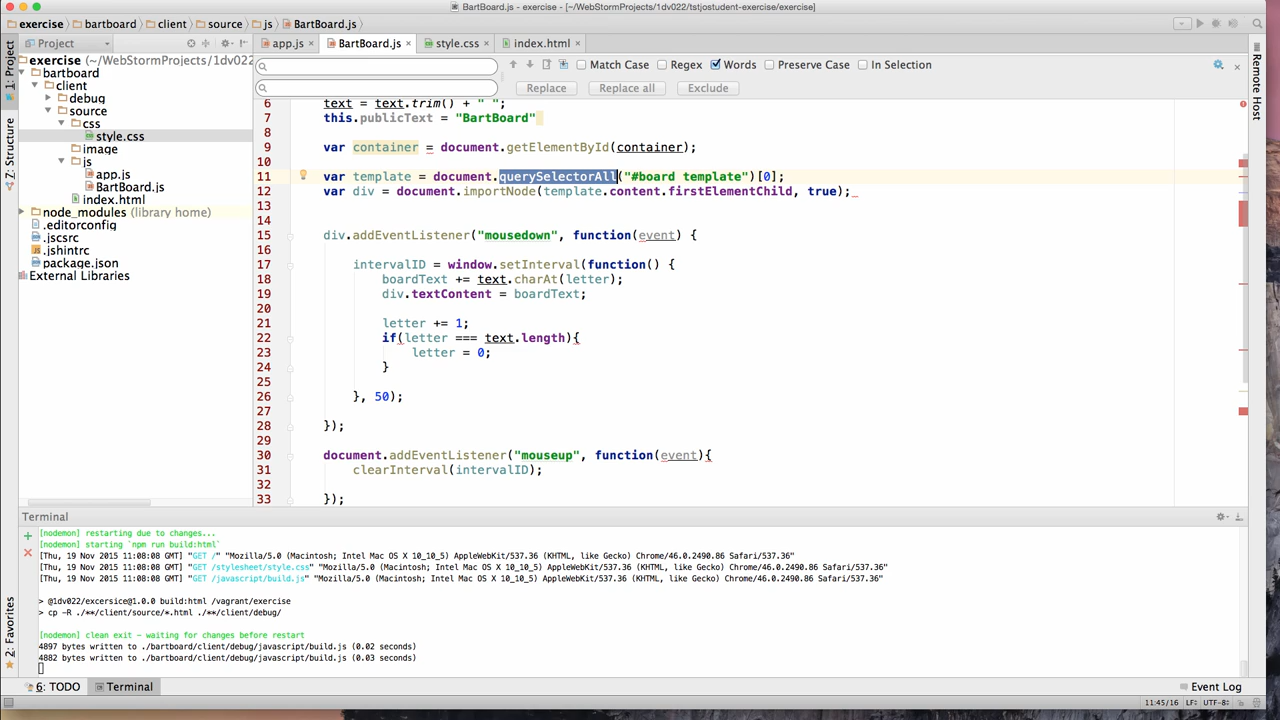 BartBoard.js - exercise - [~/WebStormProjects/1dv022/tstjostudent-exercise/exercise]
exercise bartboard client source js BartBoard.js
Project
app.js BartBoard.js style.css index.html
1: Project
Z: Structure
2: Favorites
Remote Host
exercise (~/WebStormProjects/1dv022
bartboard
client
debug
source
css
style.css
image
js
app.js
BartBoard.js
index.html
node_modules (library home)
.editorconfig
.jscsrc
.jshintrc
package.json
External Libraries
Match Case Regex Words Preserve Case In Selection
Replace Replace all Exclude
6 text = text.trim() + " ";
7 this.publicText = "BartBoard"
8
9 var container = document.getElementById(container);
10
11 var template = document.querySelectorAll("#board template")[0];
12 var div = document.importNode(template.content.firstElementChild, true);
13
14
15 div.addEventListener("mousedown", function(event) {
16
17 intervalID = window.setInterval(function() {
18 boardText += text.charAt(letter);
19 div.textContent = boardText;
20
21 letter += 1;
22 if(letter === text.length){
23 letter = 0;
24 }
25
26 }, 50);
27
28 });
29
30 document.addEventListener("mouseup", function(event){
31 clearInterval(intervalID);
32
33 });
Terminal
[nodemon] restarting due to changes...
[nodemon] starting `npm run build:html`
[Thu, 19 Nov 2015 11:08:08 GMT] "GET /" "Mozilla/5.0 (Macintosh; Intel Mac OS X 10_10_5) AppleWebKit/537.36 (KHTML, like Gecko) Chrome/46.0.2490.86 Safari/537.36"
[Thu, 19 Nov 2015 11:08:08 GMT] "GET /stylesheet/style.css" "Mozilla/5.0 (Macintosh; Intel Mac OS X 10_10_5) AppleWebKit/537.36 (KHTML, like Gecko) Chrome/46.0.2490.86 Safari/537.36"
[Thu, 19 Nov 2015 11:08:08 GMT] "GET /javascript/build.js" "Mozilla/5.0 (Macintosh; Intel Mac OS X 10_10_5) AppleWebKit/537.36 (KHTML, like Gecko) Chrome/46.0.2490.86 Safari/537.36"
> @1dv022/excersice@1.0.0 build:html /vagrant/exercise
> cp -R ./**/client/source/*.html ./**/client/debug/
[nodemon] clean exit - waiting for changes before restart
4897 bytes written to ./bartboard/client/debug/javascript/build.js (0.02 seconds)
4882 bytes written to ./bartboard/client/debug/javascript/build.js (0.03 seconds)
6: TODO Terminal Event Log
11:45/16 LF÷ UTF-8÷